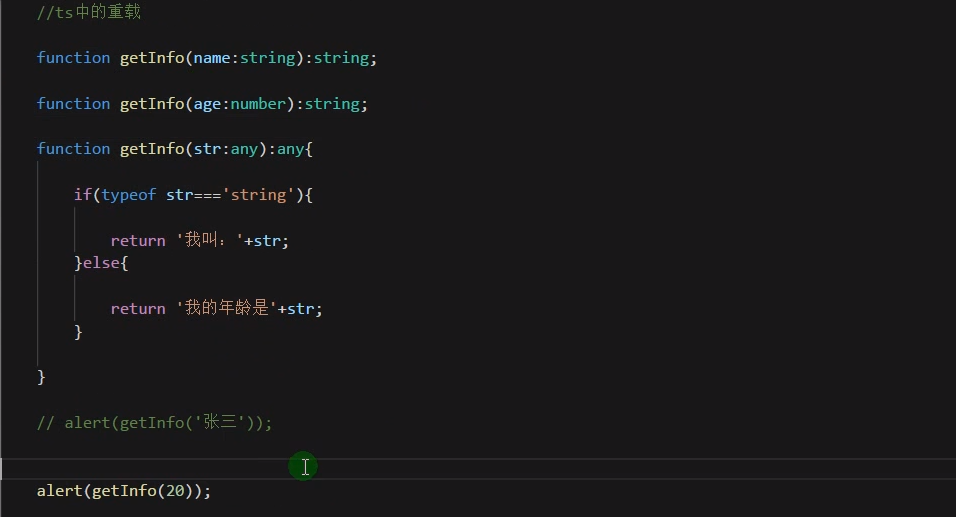 //ts中的重载
function getInfo(name:string):string;
function getInfo(age:number):string;
function getInfo(str:any):any{
if(typeof str==='string'){
return '我叫：'+str;
}else{
return '我的年龄是'+str;
}
}
// alert(getInfo('张三'));
alert(getInfo(20));